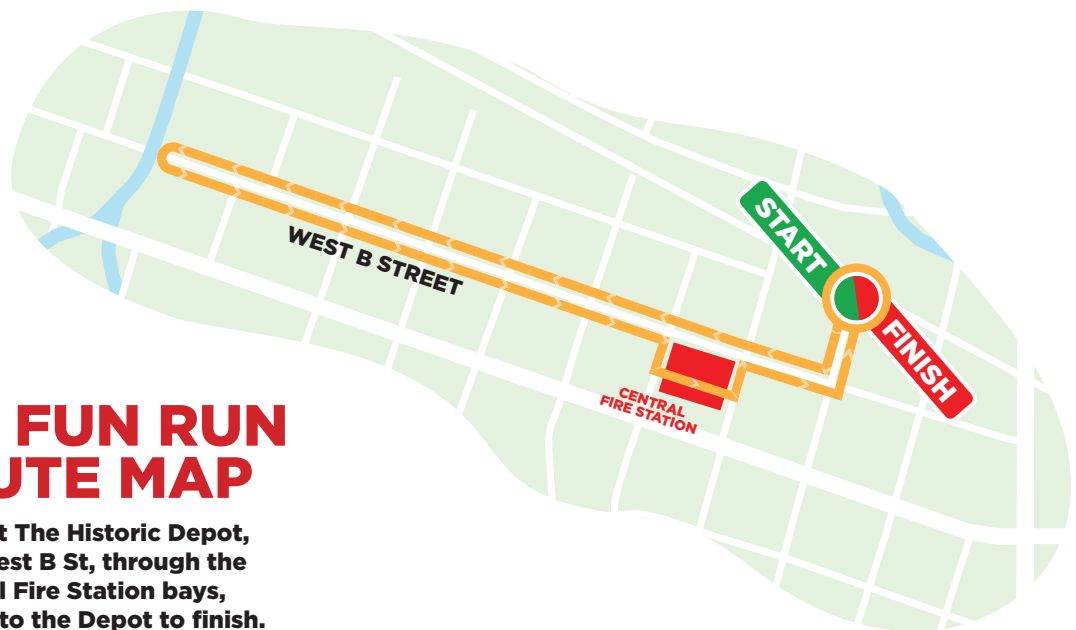 START
FINISH
WEST B STREET
CENTRAL
FIRE STATION
FUN RUN
UTE MAP
t The Historic Depot,
est B St, through the
l Fire Station bays,
to the Depot to finish.